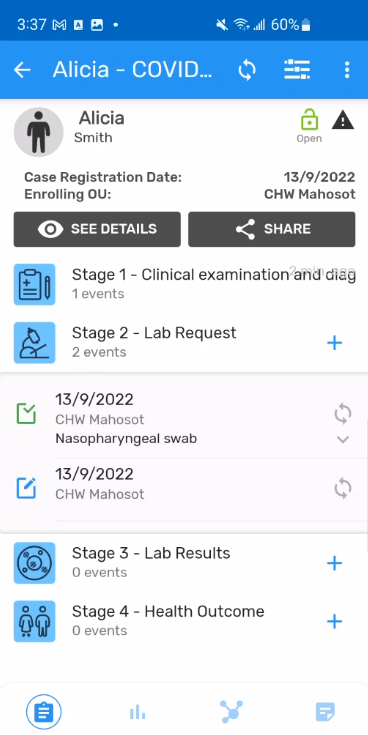 3:37
60%
Alicia - COVID...
Alicia
Smith
Open
Case Registration Date: 13/9/2022
Enrolling OU: CHW Mahosot
SEE DETAILS
SHARE
Stage 1 - Clinical examination and diag
2 min. ago
1 events
Stage 2 - Lab Request
2 events
13/9/2022
CHW Mahosot
Nasopharyngeal swab
13/9/2022
CHW Mahosot
Stage 3 - Lab Results
0 events
Stage 4 - Health Outcome
0 events